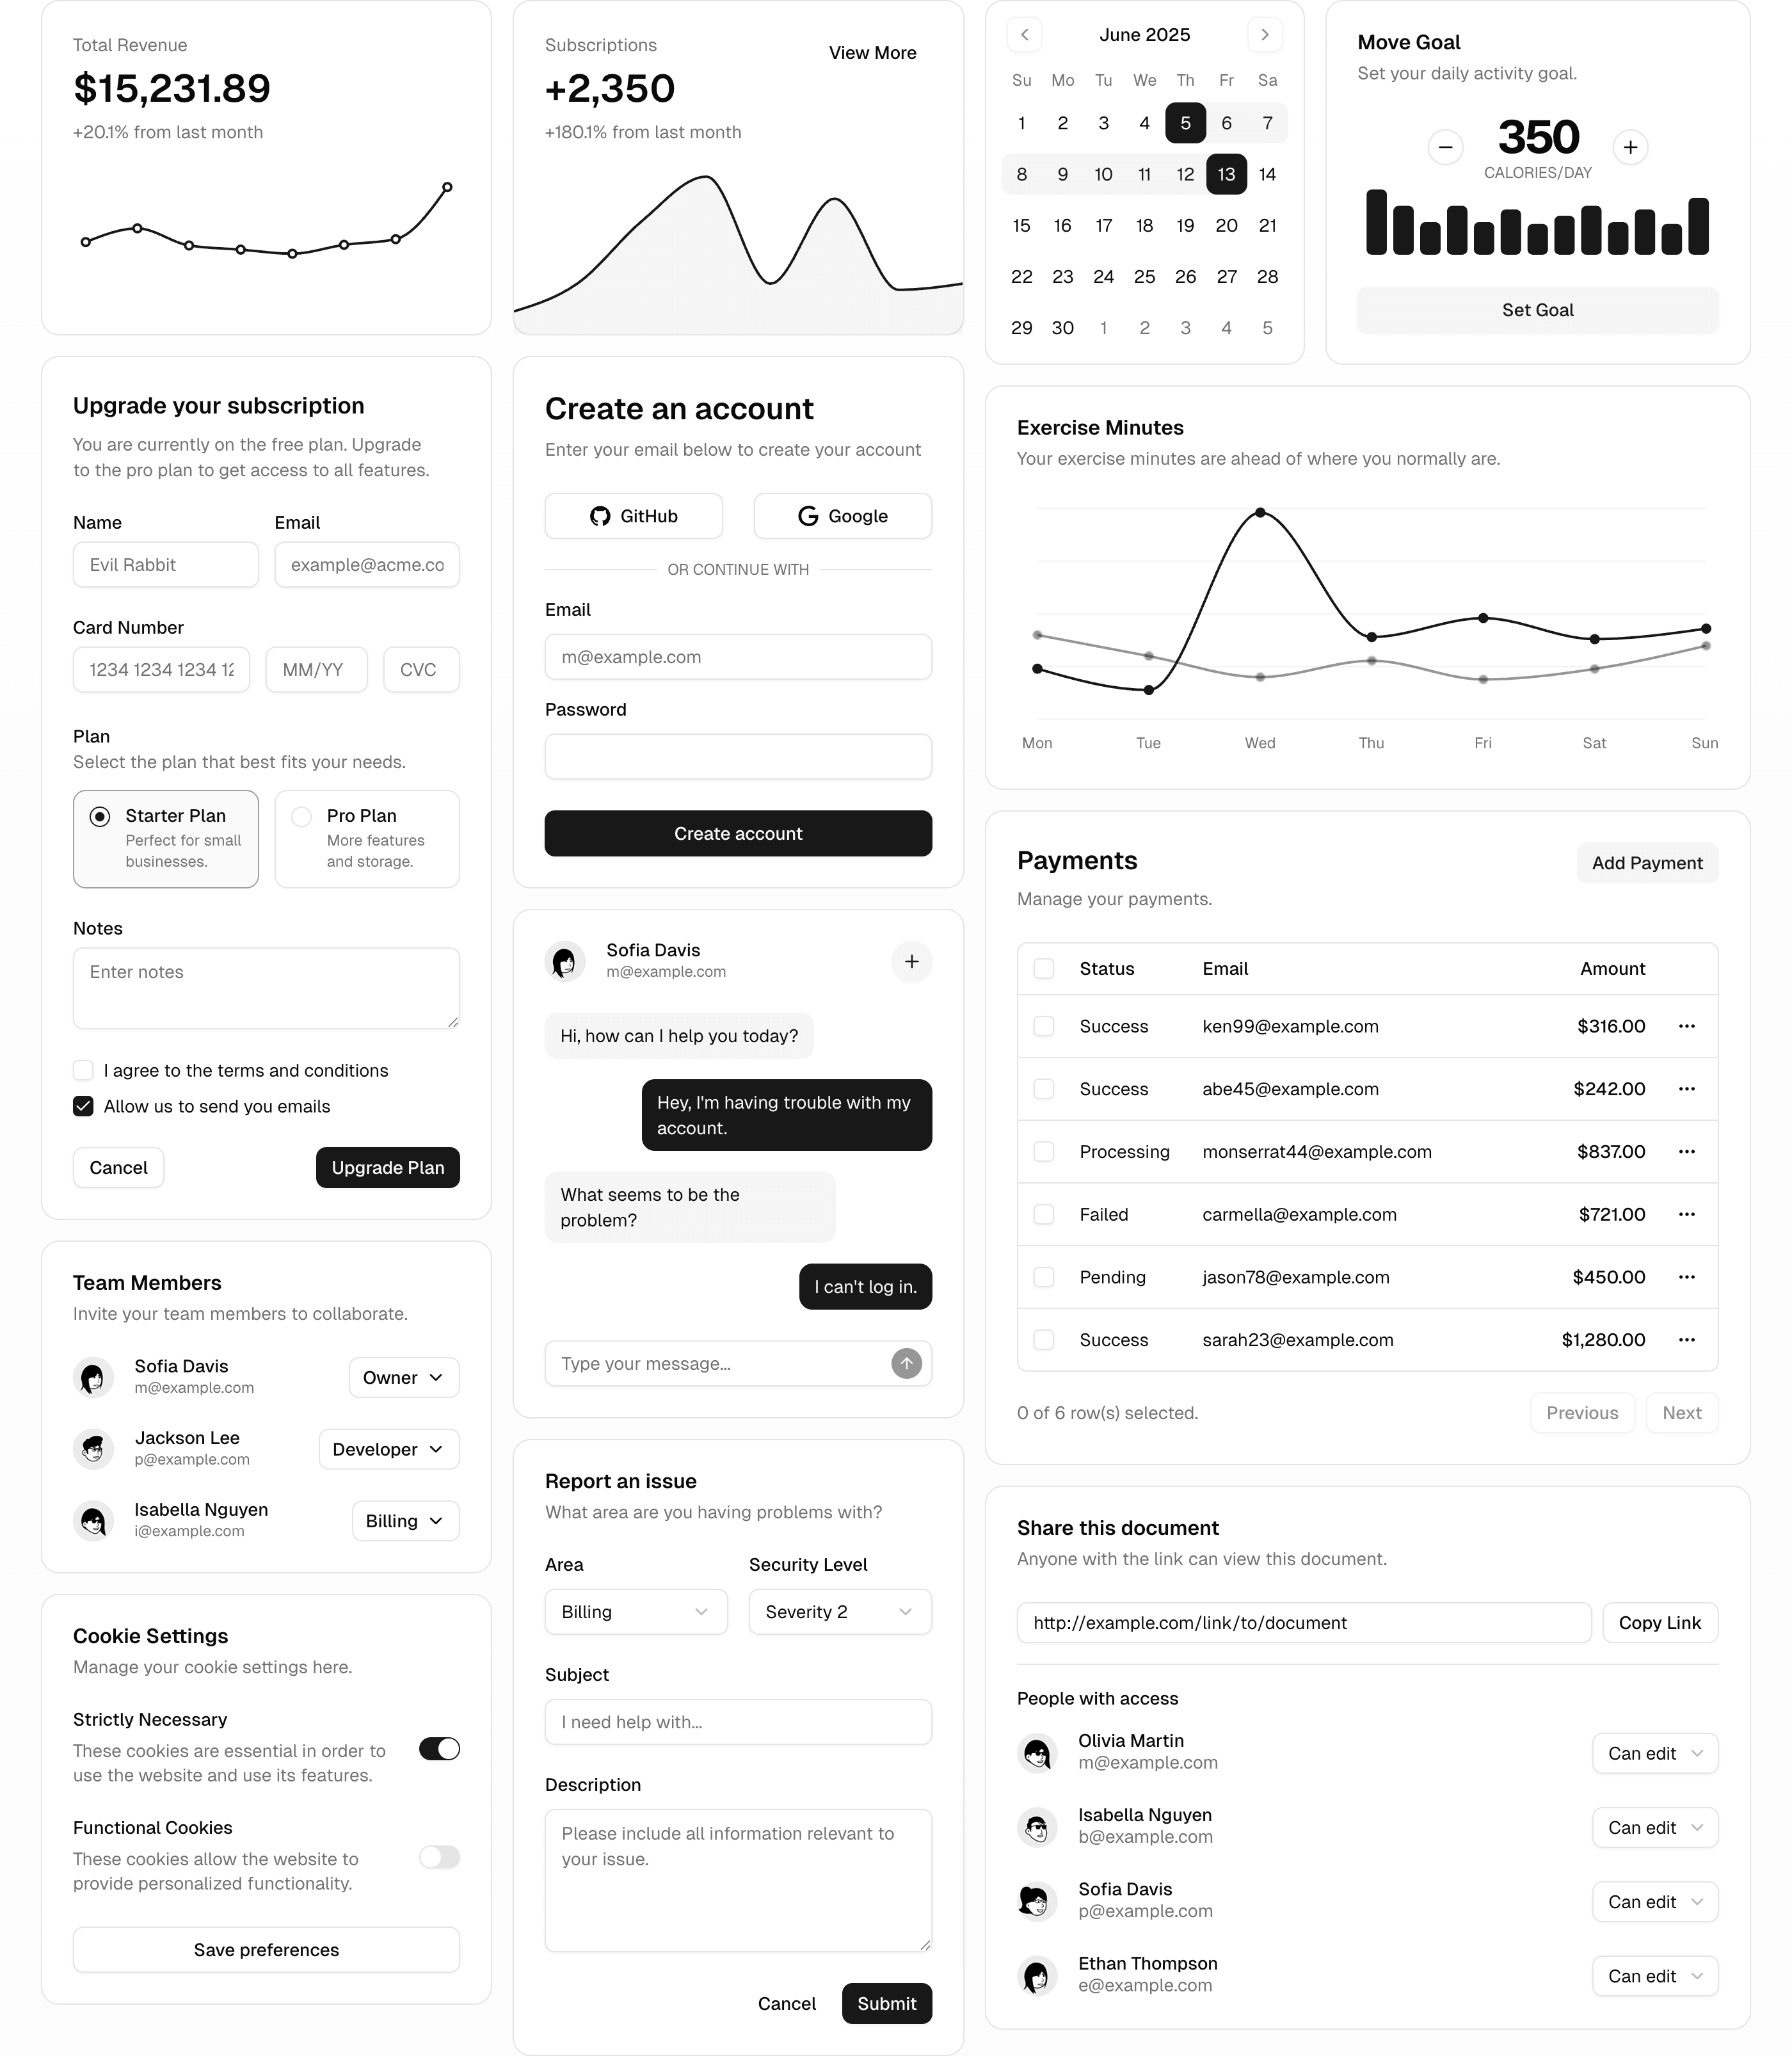 Total Revenue
$15,231.89
+20.1% from last month
Subscriptions
+2,350
+180.1% from last month
View More
June 2025
Su Mo Tu We Th Fr Sa
1 2 3 4 5 6 7
8 9 10 11 12 13 14
15 16 17 18 19 20 21
22 23 24 25 26 27 28
29 30 1 2 3 4 5
Move Goal
Set your daily activity goal.
350
CALORIES/DAY
Set Goal
Upgrade your subscription
You are currently on the free plan. Upgrade
to the pro plan to get access to all features.
Name Email
Evil Rabbit example@acme.co
Card Number
1234 1234 1234 12 MM/YY CVC
Plan
Select the plan that best fits your needs.
Starter Plan
Perfect for small
businesses.
Pro Plan
More features
and storage.
Notes
Enter notes
I agree to the terms and conditions
Allow us to send you emails
Cancel Upgrade Plan
Team Members
Invite your team members to collaborate.
Sofia Davis
m@example.com
Owner
Jackson Lee
p@example.com
Developer
Isabella Nguyen
i@example.com
Billing
Cookie Settings
Manage your cookie settings here.
Strictly Necessary
These cookies are essential in order to
use the website and use its features.
Functional Cookies
These cookies allow the website to
provide personalized functionality.
Save preferences
Create an account
Enter your email below to create your account
GitHub Google
OR CONTINUE WITH
Email
m@example.com
Password
Create account
Sofia Davis
m@example.com
Hi, how can I help you today?
Hey, I'm having trouble with my
account.
What seems to be the
problem?
I can't log in.
Type your message...
Report an issue
What area are you having problems with?
Area Security Level
Billing Severity 2
Subject
I need help with...
Description
Please include all information relevant to
your issue.
Cancel Submit
Exercise Minutes
Your exercise minutes are ahead of where you normally are.
Mon Tue Wed Thu Fri Sat Sun
Payments
Manage your payments.
Add Payment
Status Email Amount
Success ken99@example.com $316.00
Success abe45@example.com $242.00
Processing monserrat44@example.com $837.00
Failed carmella@example.com $721.00
Pending jason78@example.com $450.00
Success sarah23@example.com $1,280.00
0 of 6 row(s) selected.
Previous Next
Share this document
Anyone with the link can view this document.
http://example.com/link/to/document Copy Link
People with access
Olivia Martin
m@example.com
Can edit
Isabella Nguyen
b@example.com
Can edit
Sofia Davis
p@example.com
Can edit
Ethan Thompson
e@example.com
Can edit